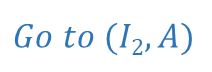 Go to (I₂, A)